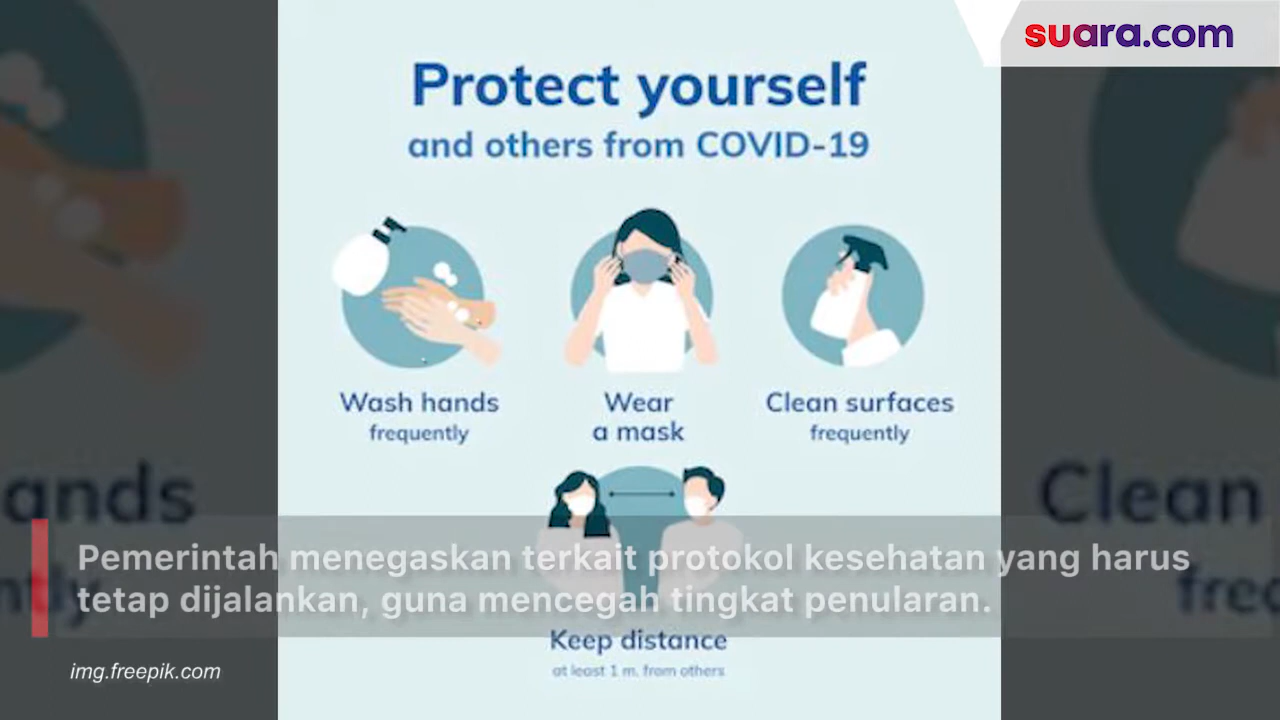 suara.com
Protect yourself
and others from COVID-19
Wash hands
frequently
Wear
a mask
Clean surfaces
frequently
ands
Clean
Pemerintah menegaskan terkait protokol kesehatan yang harus
tetap dijalankan, guna mencegah tingkat penularan.
Keep distance
at least 1 m. from others
img.freepik.com